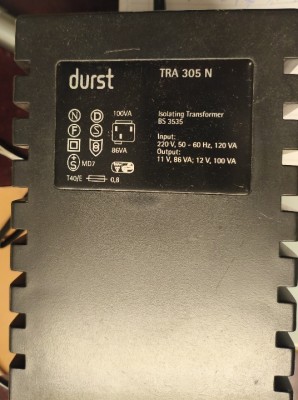 durst
TRA 305 N
N D 100VA
F S
86VA
MD7
T40/E 0,8
Isolating Transformer
BS 3535
Input:
220 V, 50 - 60 Hz, 120 VA
Output:
11 V, 86 VA; 12 V, 100 VA